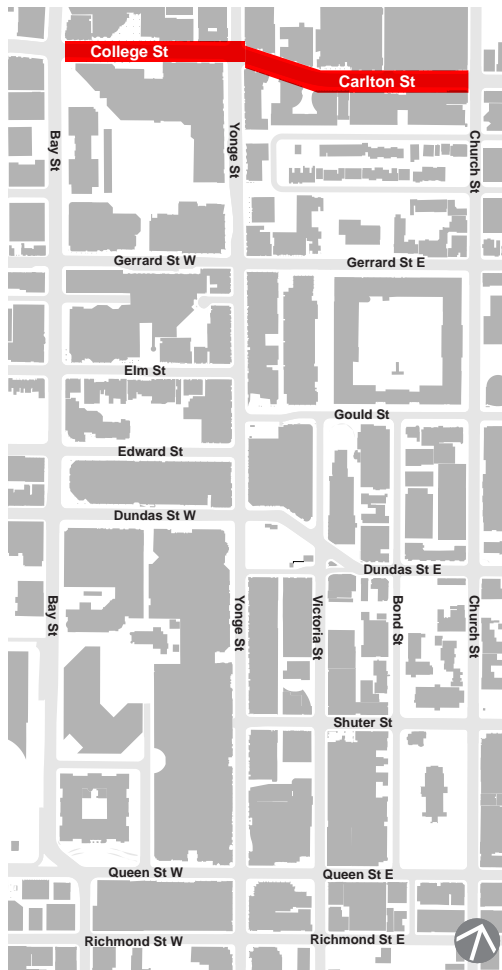 College St
Carlton St
Bay St
Yonge St
Church St
Gerrard St W
Gerrard St E
Elm St
Gould St
Edward St
Dundas St W
Dundas St E
Bay St
Yonge St
Victoria St
Bond St
Church St
Shuter St
Queen St W
Queen St E
Richmond St W
Richmond St E